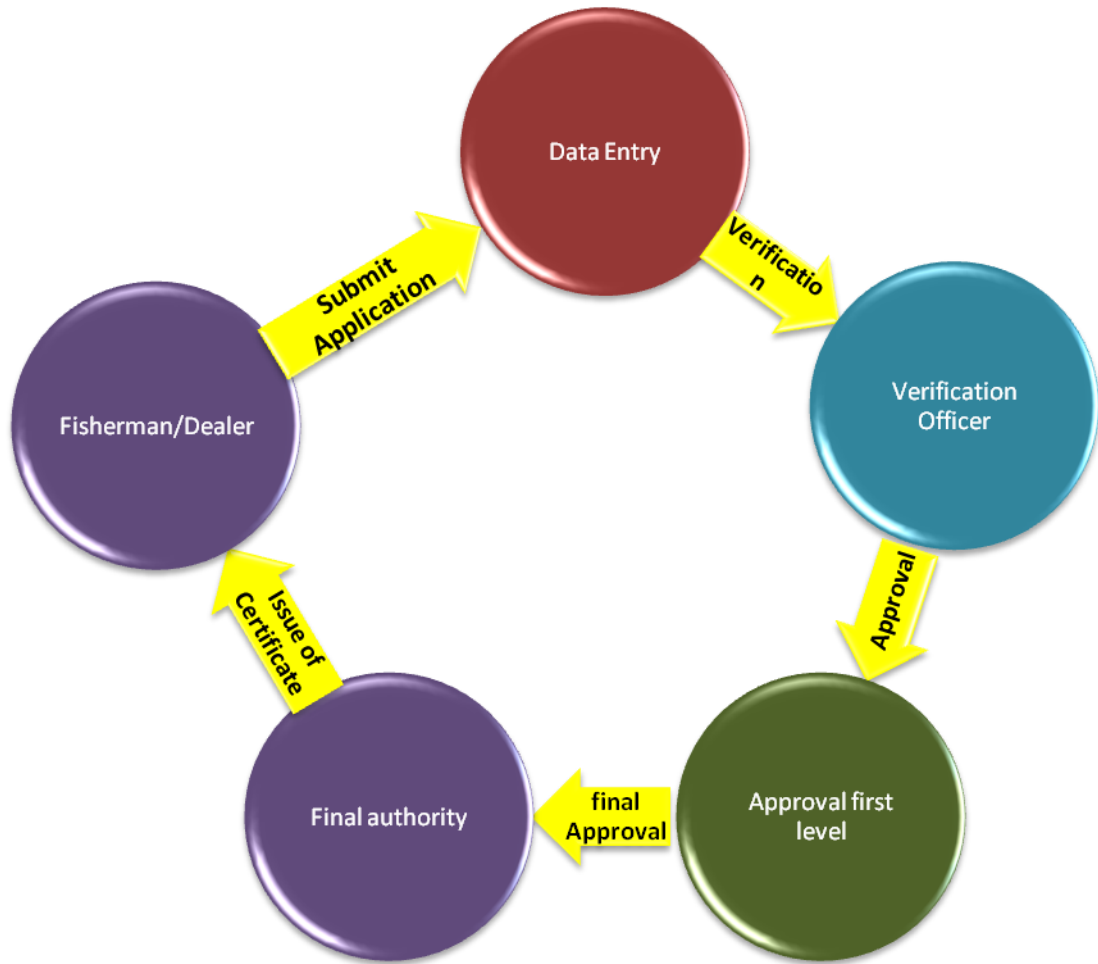 Data Entry
Verificatio
n
Verification
Officer
Approval
Approval first
level
final
Approval
Final authority
Issue of
Certificate
Fisherman/Dealer
Submit
Application